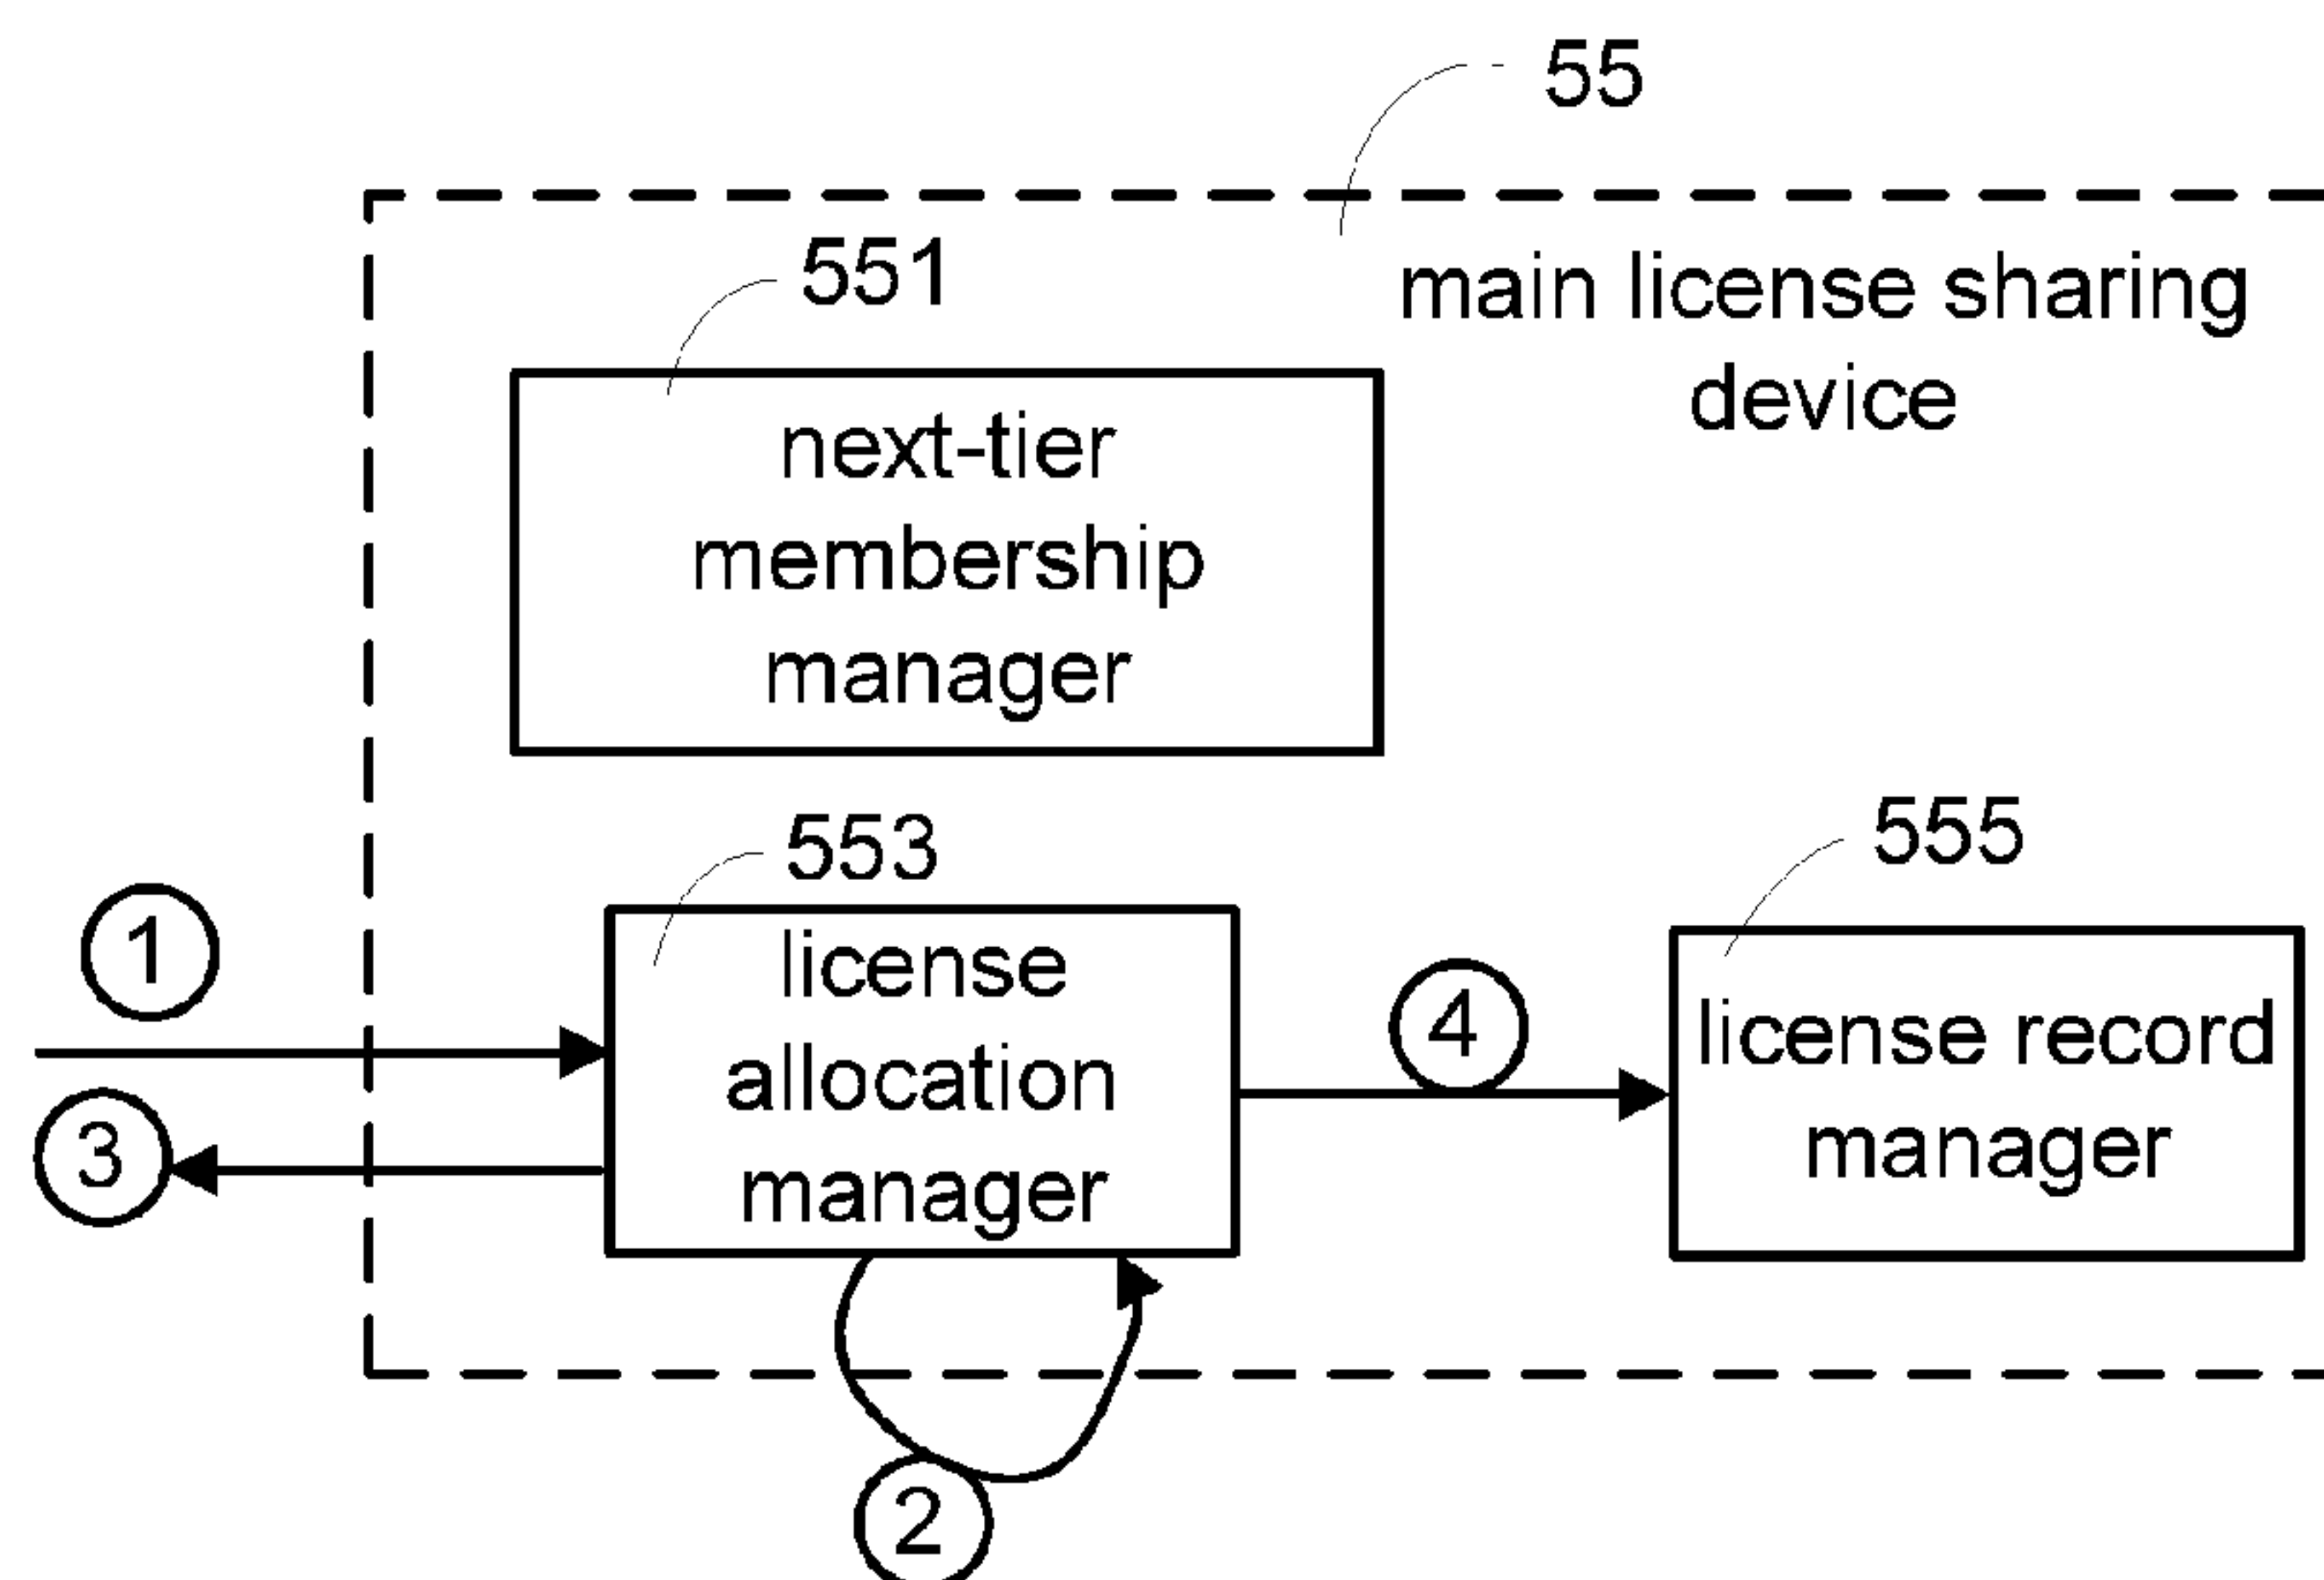 55
main license sharing
device
551
next-tier
membership
manager
553
555
1
license
allocation
manager
4
license record
manager
3
2